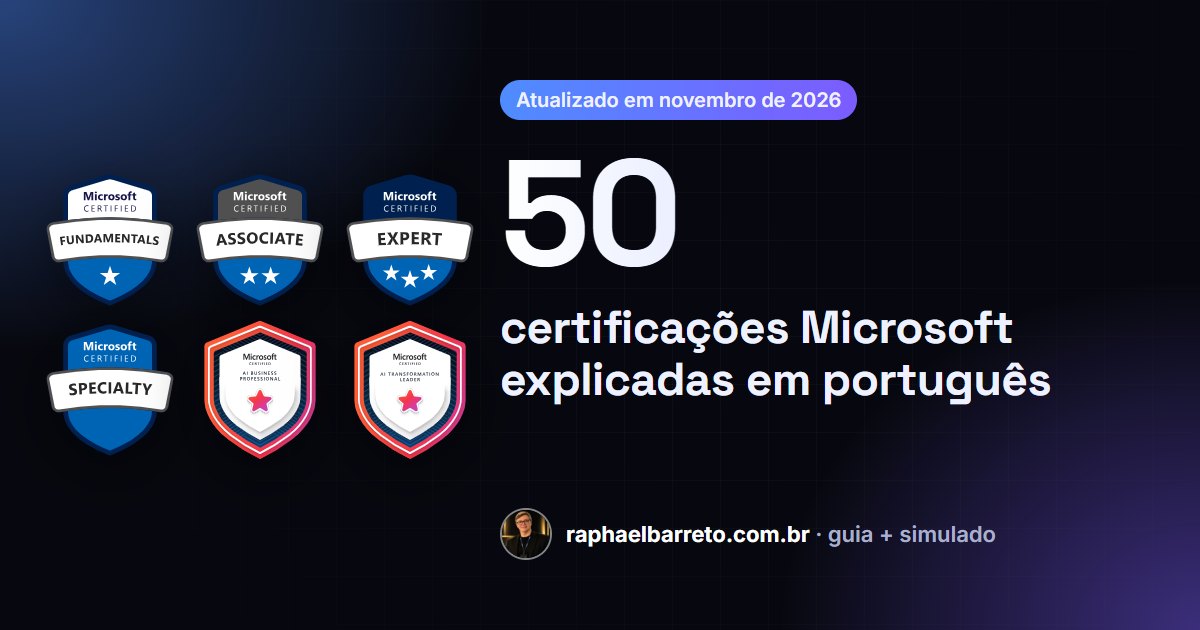 Atualizado em novembro de 2026
50
certificações Microsoft
explicadas em português
Microsoft
CERTIFIED
FUNDAMENTALS
Microsoft
CERTIFIED
ASSOCIATE
Microsoft
CERTIFIED
EXPERT
Microsoft
CERTIFIED
SPECIALTY
Microsoft
CERTIFIED
AI BUSINESS
PROFESSIONAL
Microsoft
CERTIFIED
AI TRANSFORMATION
LEADER
raphaelbarreto.com.br · guia + simulado